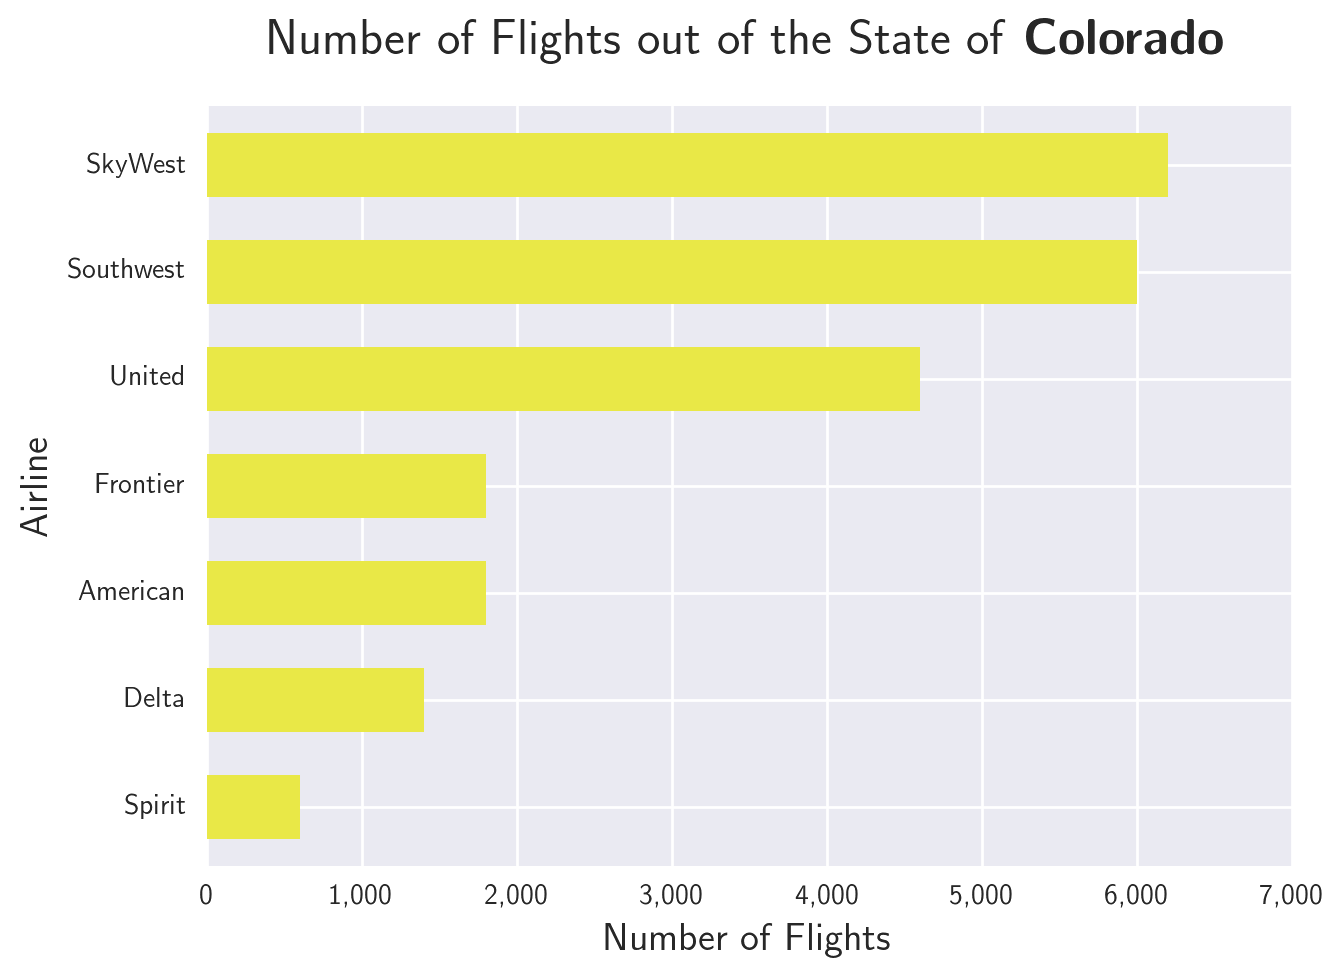 Number of Flights out of the State of Colorado
SkyWest
Southwest
United
Frontier
American
Delta
Spirit
Airline
0 1,000 2,000 3,000 4,000 5,000 6,000 7,000
Number of Flights